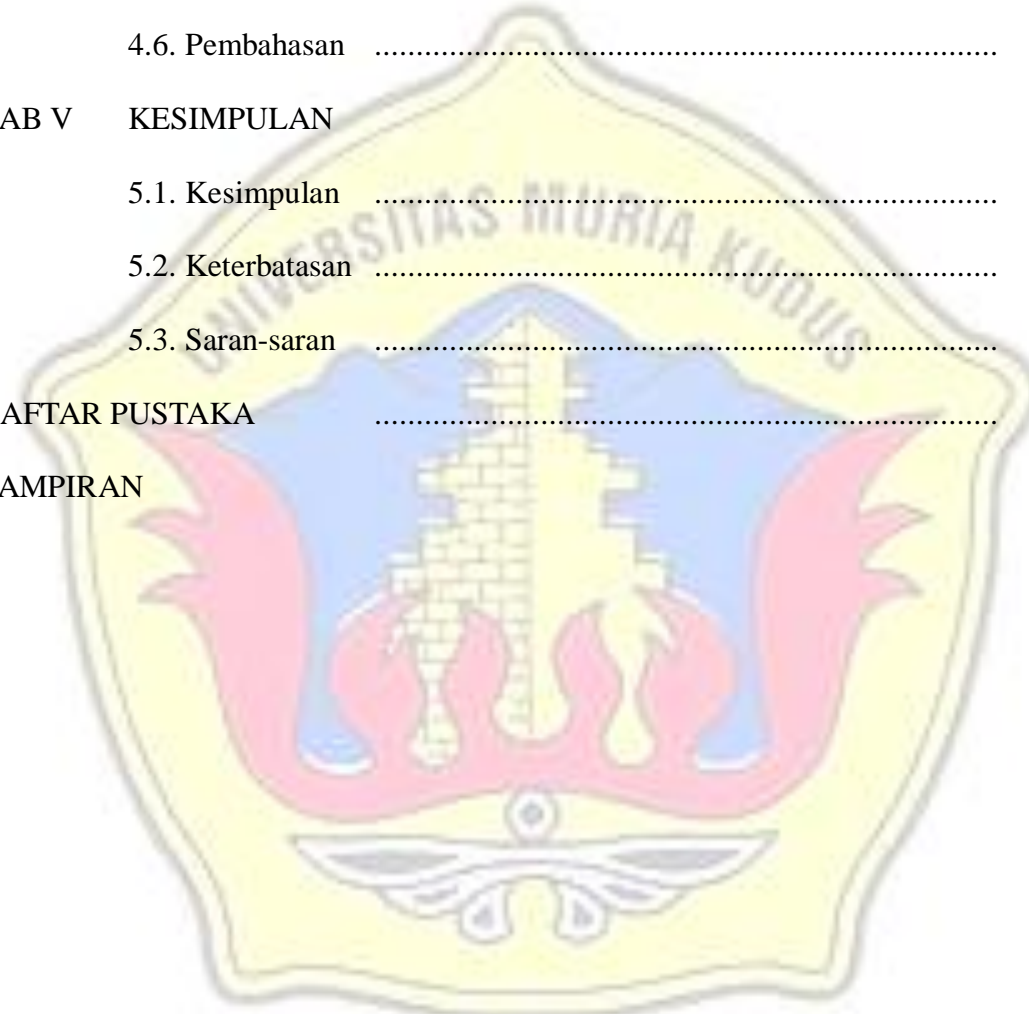 4.6. Pembahasan ...........................................................................
AB V KESIMPULAN
5.1. Kesimpulan ...........................................................................
5.2. Keterbatasan ...........................................................................
5.3. Saran-saran ...........................................................................
AFTAR PUSTAKA ...........................................................................
AMPIRAN
UNIVERSITAS MURIA KUDUS